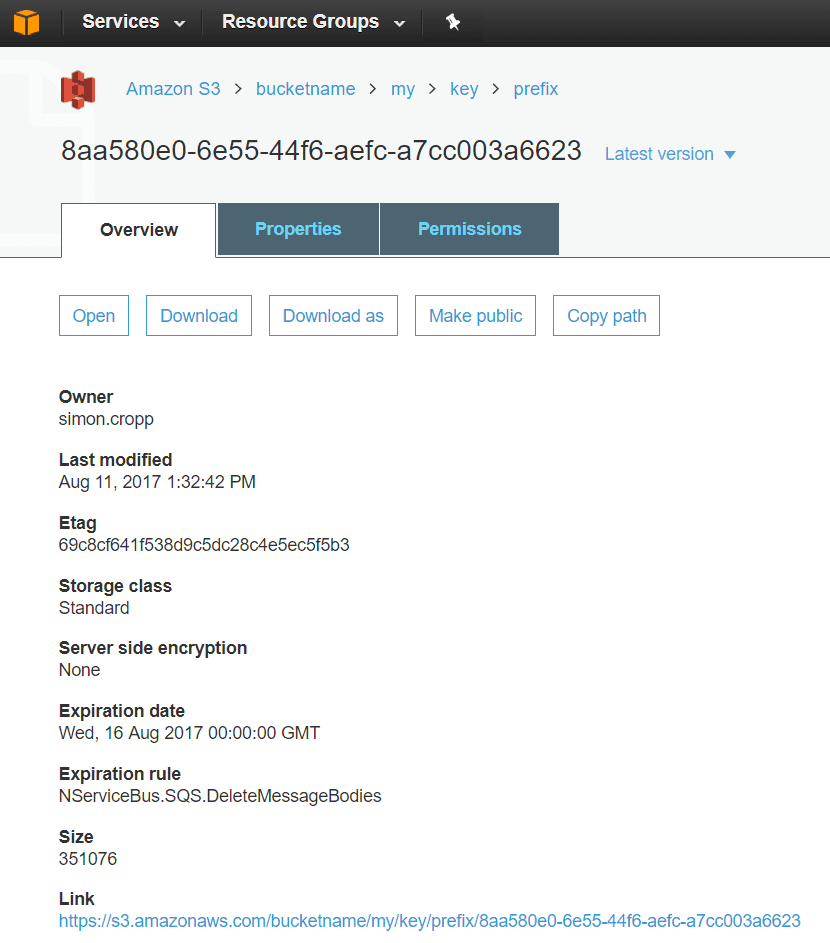 Services Resource Groups
Amazon S3 > bucketname > my > key > prefix
8aa580e0-6e55-44f6-aefc-a7cc003a6623 Latest version
Overview Properties Permissions
Open Download Download as Make public Copy path
Owner
simon.cropp
Last modified
Aug 11, 2017 1:32:42 PM
Etag
69c8cf641f538d9c5dc28c4e5ec5f5b3
Storage class
Standard
Server side encryption
None
Expiration date
Wed, 16 Aug 2017 00:00:00 GMT
Expiration rule
NServiceBus.SQS.DeleteMessageBodies
Size
351076
Link
https://s3.amazonaws.com/bucketname/my/key/prefix/8aa580e0-6e55-44f6-aefc-a7cc003a6623